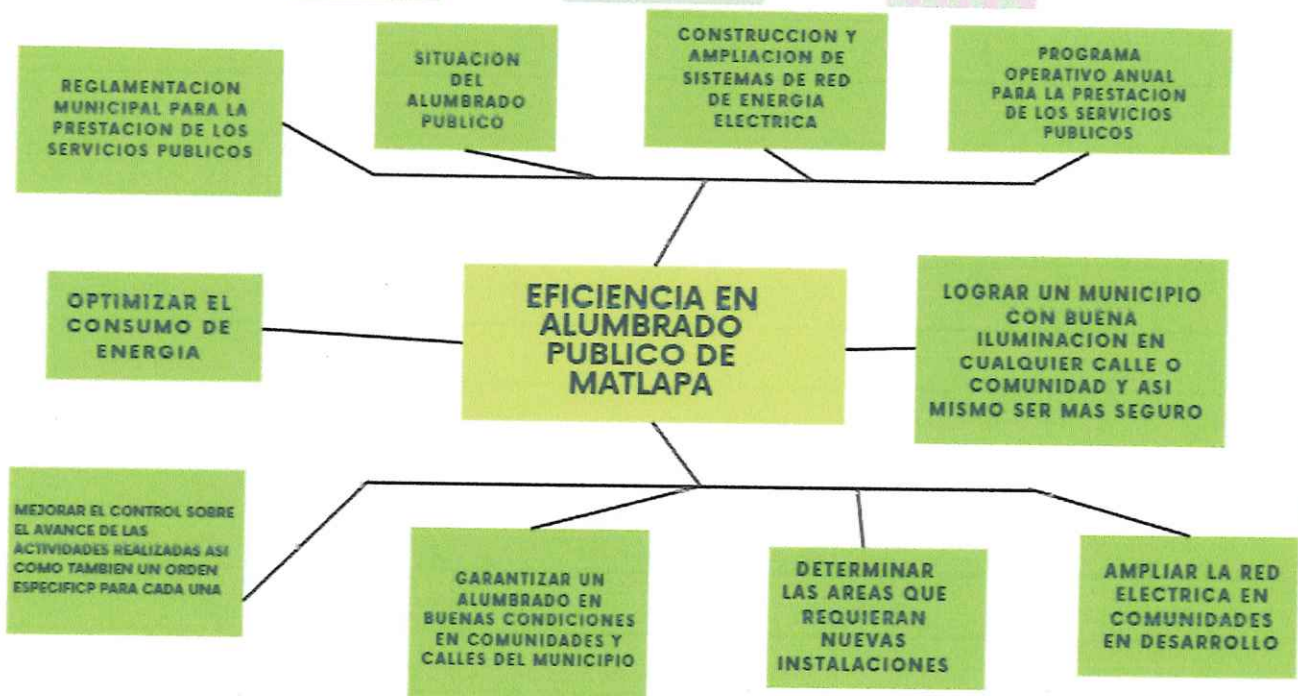 REGLAMENTACION
MUNICIPAL PARA LA
PRESTACION DE LOS
SERVICIOS PUBLICOS
SITUACION
DEL
ALUMBRADO
PUBLICO
CONSTRUCCION Y
AMPLIACION DE
SISTEMAS DE RED
DE ENERGIA
ELECTRICA
PROGRAMA
OPERATIVO ANUAL
PARA LA PRESTACION
DE LOS SERVICIOS
PUBLICOS
OPTIMIZAR EL
CONSUMO DE
ENERGIA
EFICIENCIA EN
ALUMBRADO
PUBLICO DE
MATLAPA
LOGRAR UN MUNICIPIO
CON BUENA
ILUMINACION EN
CUALQUIER CALLE O
COMUNIDAD Y ASI
MISMO SER MAS SEGURO
MEJORAR EL CONTROL SOBRE
EL AVANCE DE LAS
ACTIVIDADES REALIZADAS ASI
COMO TAMBIEN UN ORDEN
ESPECIFICP PARA CADA UNA
GARANTIZAR UN
ALUMBRADO EN
BUENAS CONDICIONES
EN COMUNIDADES Y
CALLES DEL MUNICIPIO
DETERMINAR
LAS AREAS QUE
REQUIERAN
NUEVAS
INSTALACIONES
AMPLIAR LA RED
ELECTRICA EN
COMUNIDADES
EN DESARROLLO